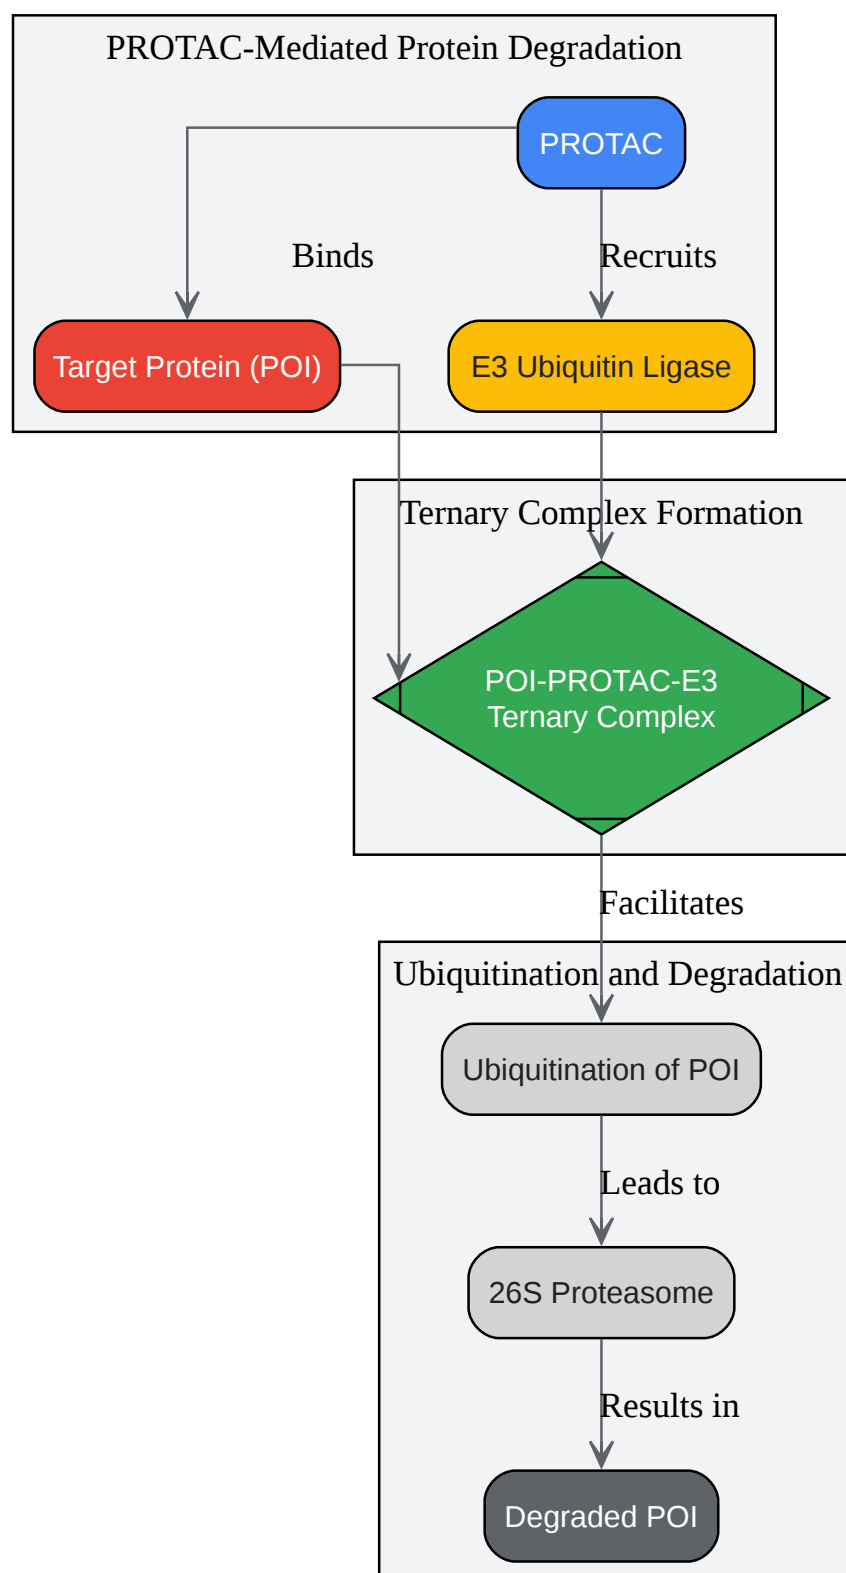 PROTAC-Mediated Protein Degradation
PROTAC
Binds
Recruits
Target Protein (POI)
E3 Ubiquitin Ligase
Ternary Complex Formation
POI-PROTAC-E3
Ternary Complex
Facilitates
Ubiquitination and Degradation
Ubiquitination of POI
Leads to
26S Proteasome
Results in
Degraded POI